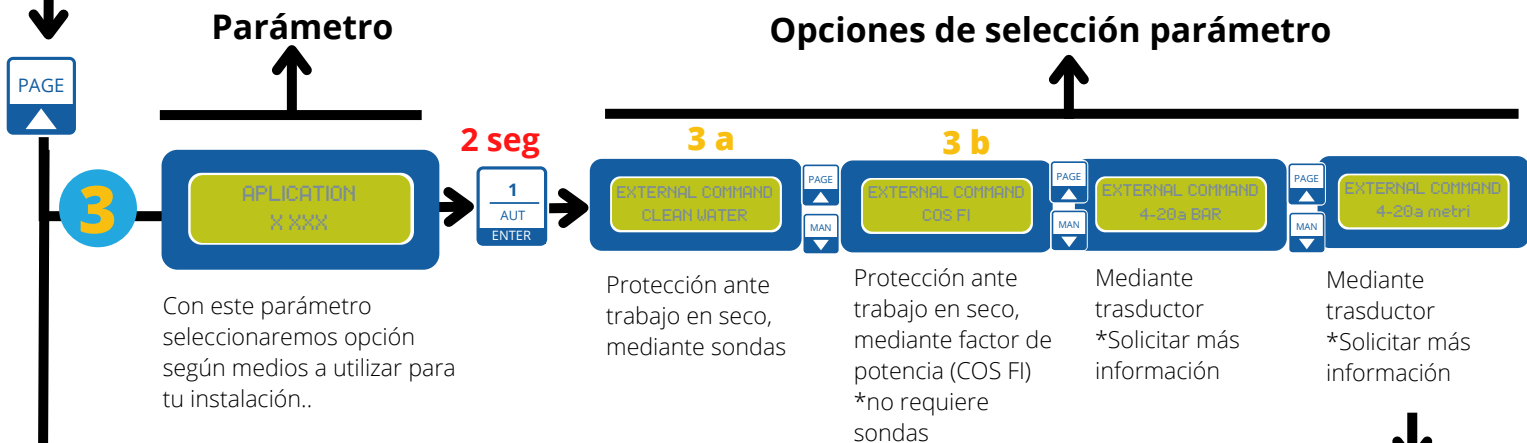 Parámetro
Opciones de selección parámetro
PAGE
2 seg
3 a
3 b
3
APLICATION
X XXX
1
AUT
ENTER
EXTERNAL COMMAND
CLEAN WATER
PAGE
MAN
EXTERNAL COMMAND
COS FI
PAGE
MAN
EXTERNAL COMMAND
4-20a BAR
PAGE
MAN
EXTERNAL COMMAND
4-20a metri
Con este parámetro
seleccionaremos opción
según medios a utilizar para
tu instalación..
Protección ante
trabajo en seco,
mediante sondas
Protección ante
trabajo en seco,
mediante factor de
potencia (COS FI)
*no requiere
sondas
Mediante
trasductor
*Solicitar más
información
Mediante
trasductor
*Solicitar más
información